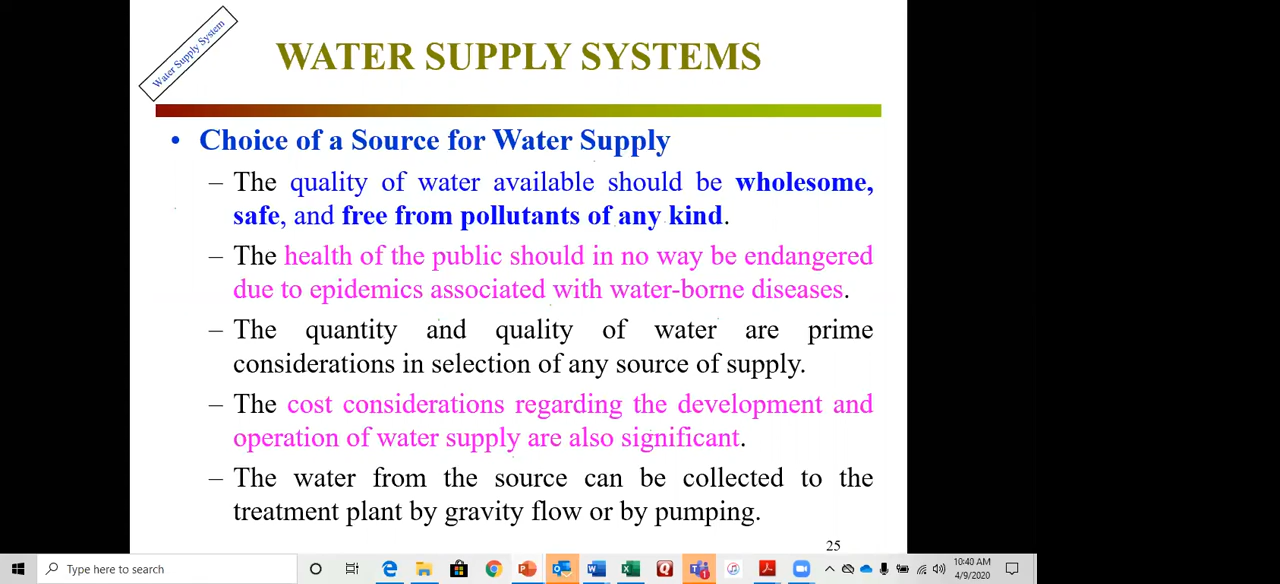 Water Supply System
WATER SUPPLY SYSTEMS
• Choice of a Source for Water Supply
– The quality of water available should be wholesome,
safe, and free from pollutants of any kind.
– The health of the public should in no way be endangered
due to epidemics associated with water-borne diseases.
– The quantity and quality of water are prime
considerations in selection of any source of supply.
– The cost considerations regarding the development and
operation of water supply are also significant.
– The water from the source can be collected to the
treatment plant by gravity flow or by pumping.
25
Type here to search
10:40 AM
4/9/2020